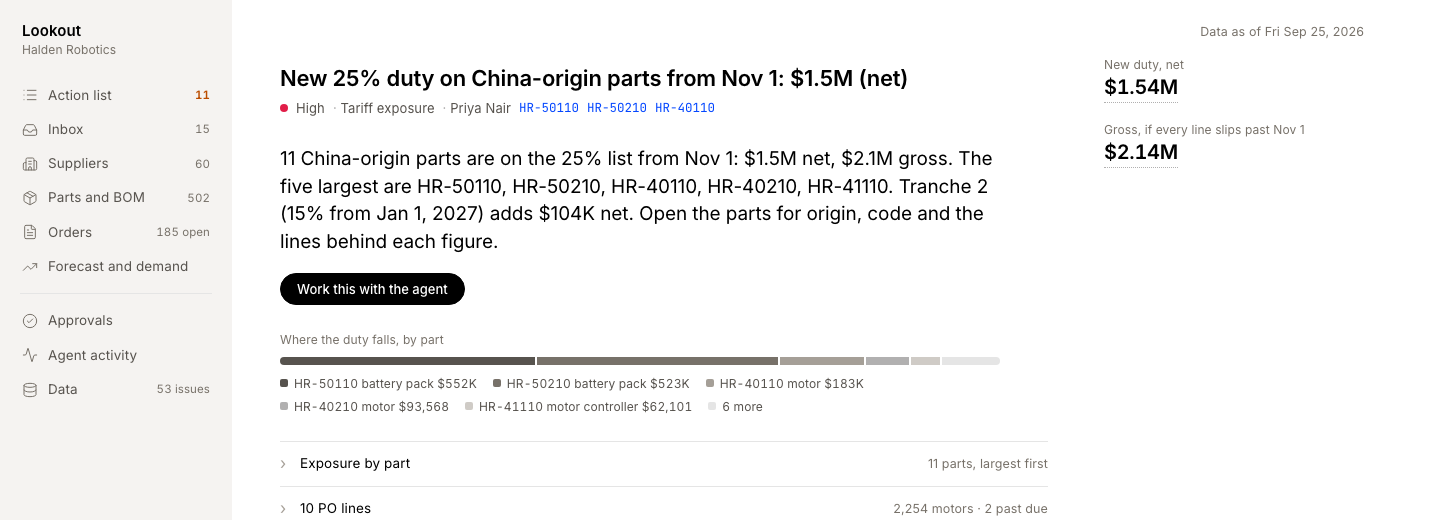 Lookout
Halden Robotics
Action list 11
Inbox 15
Suppliers 60
Parts and BOM 502
Orders 185 open
Forecast and demand
Approvals
Agent activity
Data 53 issues
Data as of Fri Sep 25, 2026
New 25% duty on China-origin parts from Nov 1: $1.5M (net)
High · Tariff exposure · Priya Nair HR-50110 HR-50210 HR-40110
11 China-origin parts are on the 25% list from Nov 1: $1.5M net, $2.1M gross. The
five largest are HR-50110, HR-50210, HR-40110, HR-40210, HR-41110. Tranche 2
(15% from Jan 1, 2027) adds $104K net. Open the parts for origin, code and the
lines behind each figure.
Work this with the agent
Where the duty falls, by part
HR-50110 battery pack $552K HR-50210 battery pack $523K HR-40110 motor $183K
HR-40210 motor $93,568 HR-41110 motor controller $62,101 6 more
Exposure by part 11 parts, largest first
10 PO lines 2,254 motors · 2 past due
New duty, net
$1.54M
Gross, if every line slips past Nov 1
$2.14M